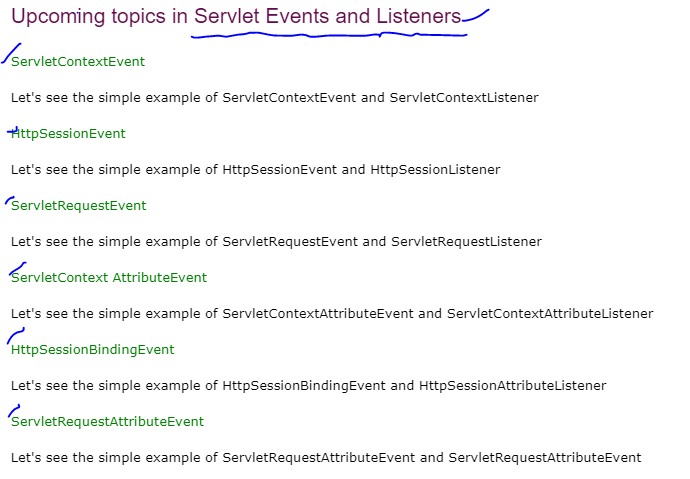 Upcoming topics in Servlet Events and Listeners
ServletContextEvent
Let's see the simple example of ServletContextEvent and ServletContextListener
HttpSessionEvent
Let's see the simple example of HttpSessionEvent and HttpSessionListener
ServletRequestEvent
Let's see the simple example of ServletRequestEvent and ServletRequestListener
ServletContext AttributeEvent
Let's see the simple example of ServletContextAttributeEvent and ServletContextAttributeListener
HttpSessionBindingEvent
Let's see the simple example of HttpSessionBindingEvent and HttpSessionAttributeListener
ServletRequestAttributeEvent
Let's see the simple example of ServletRequestAttributeEvent and ServletRequestAttributeEvent